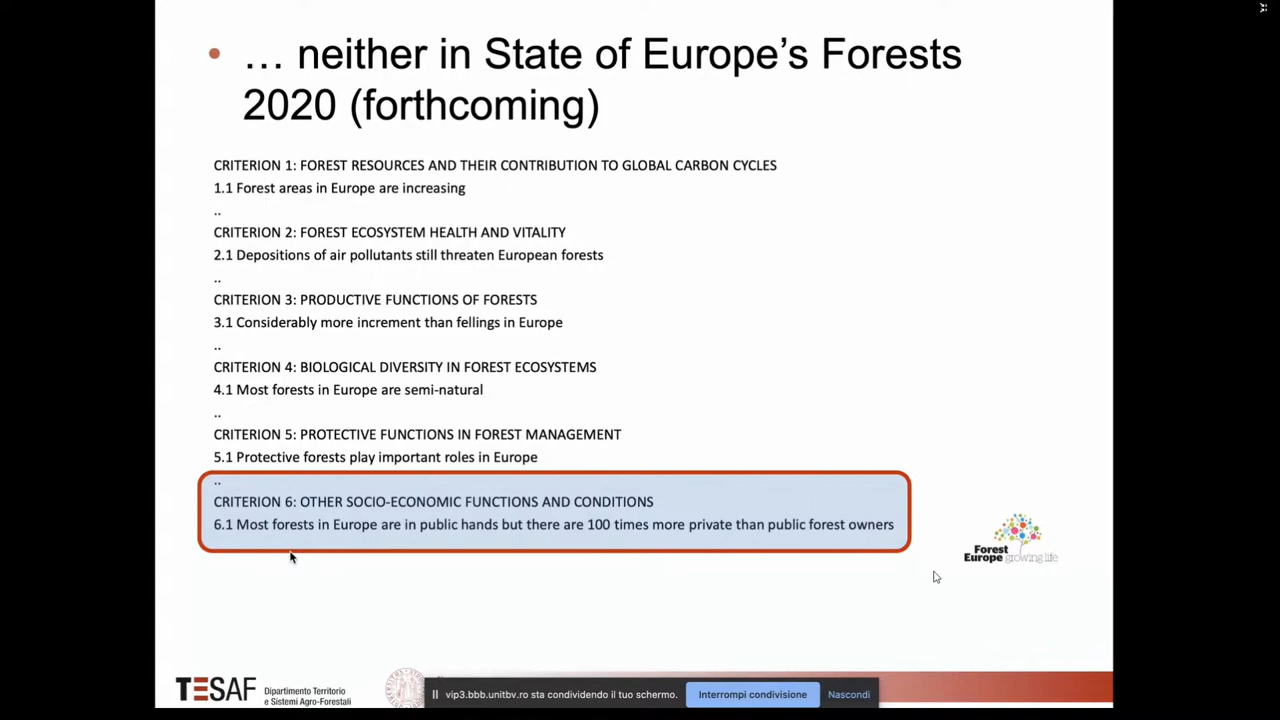 … neither in State of Europe's Forests
2020 (forthcoming)
CRITERION 1: FOREST RESOURCES AND THEIR CONTRIBUTION TO GLOBAL CARBON CYCLES
1.1 Forest areas in Europe are increasing
..
CRITERION 2: FOREST ECOSYSTEM HEALTH AND VITALITY
2.1 Depositions of air pollutants still threaten European forests
..
CRITERION 3: PRODUCTIVE FUNCTIONS OF FORESTS
3.1 Considerably more increment than fellings in Europe
..
CRITERION 4: BIOLOGICAL DIVERSITY IN FOREST ECOSYSTEMS
4.1 Most forests in Europe are semi-natural
..
CRITERION 5: PROTECTIVE FUNCTIONS IN FOREST MANAGEMENT
5.1 Protective forests play important roles in Europe
..
CRITERION 6: OTHER SOCIO-ECONOMIC FUNCTIONS AND CONDITIONS
6.1 Most forests in Europe are in public hands but there are 100 times more private than public forest owners
Forest
Europe growing life
TESAF
Dipartimento Territorio
e Sistemi Agro-Forestali
vip3.bbb.unitbv.ro sta condividendo il tuo schermo.
Interrompi condivisione
Nascondi